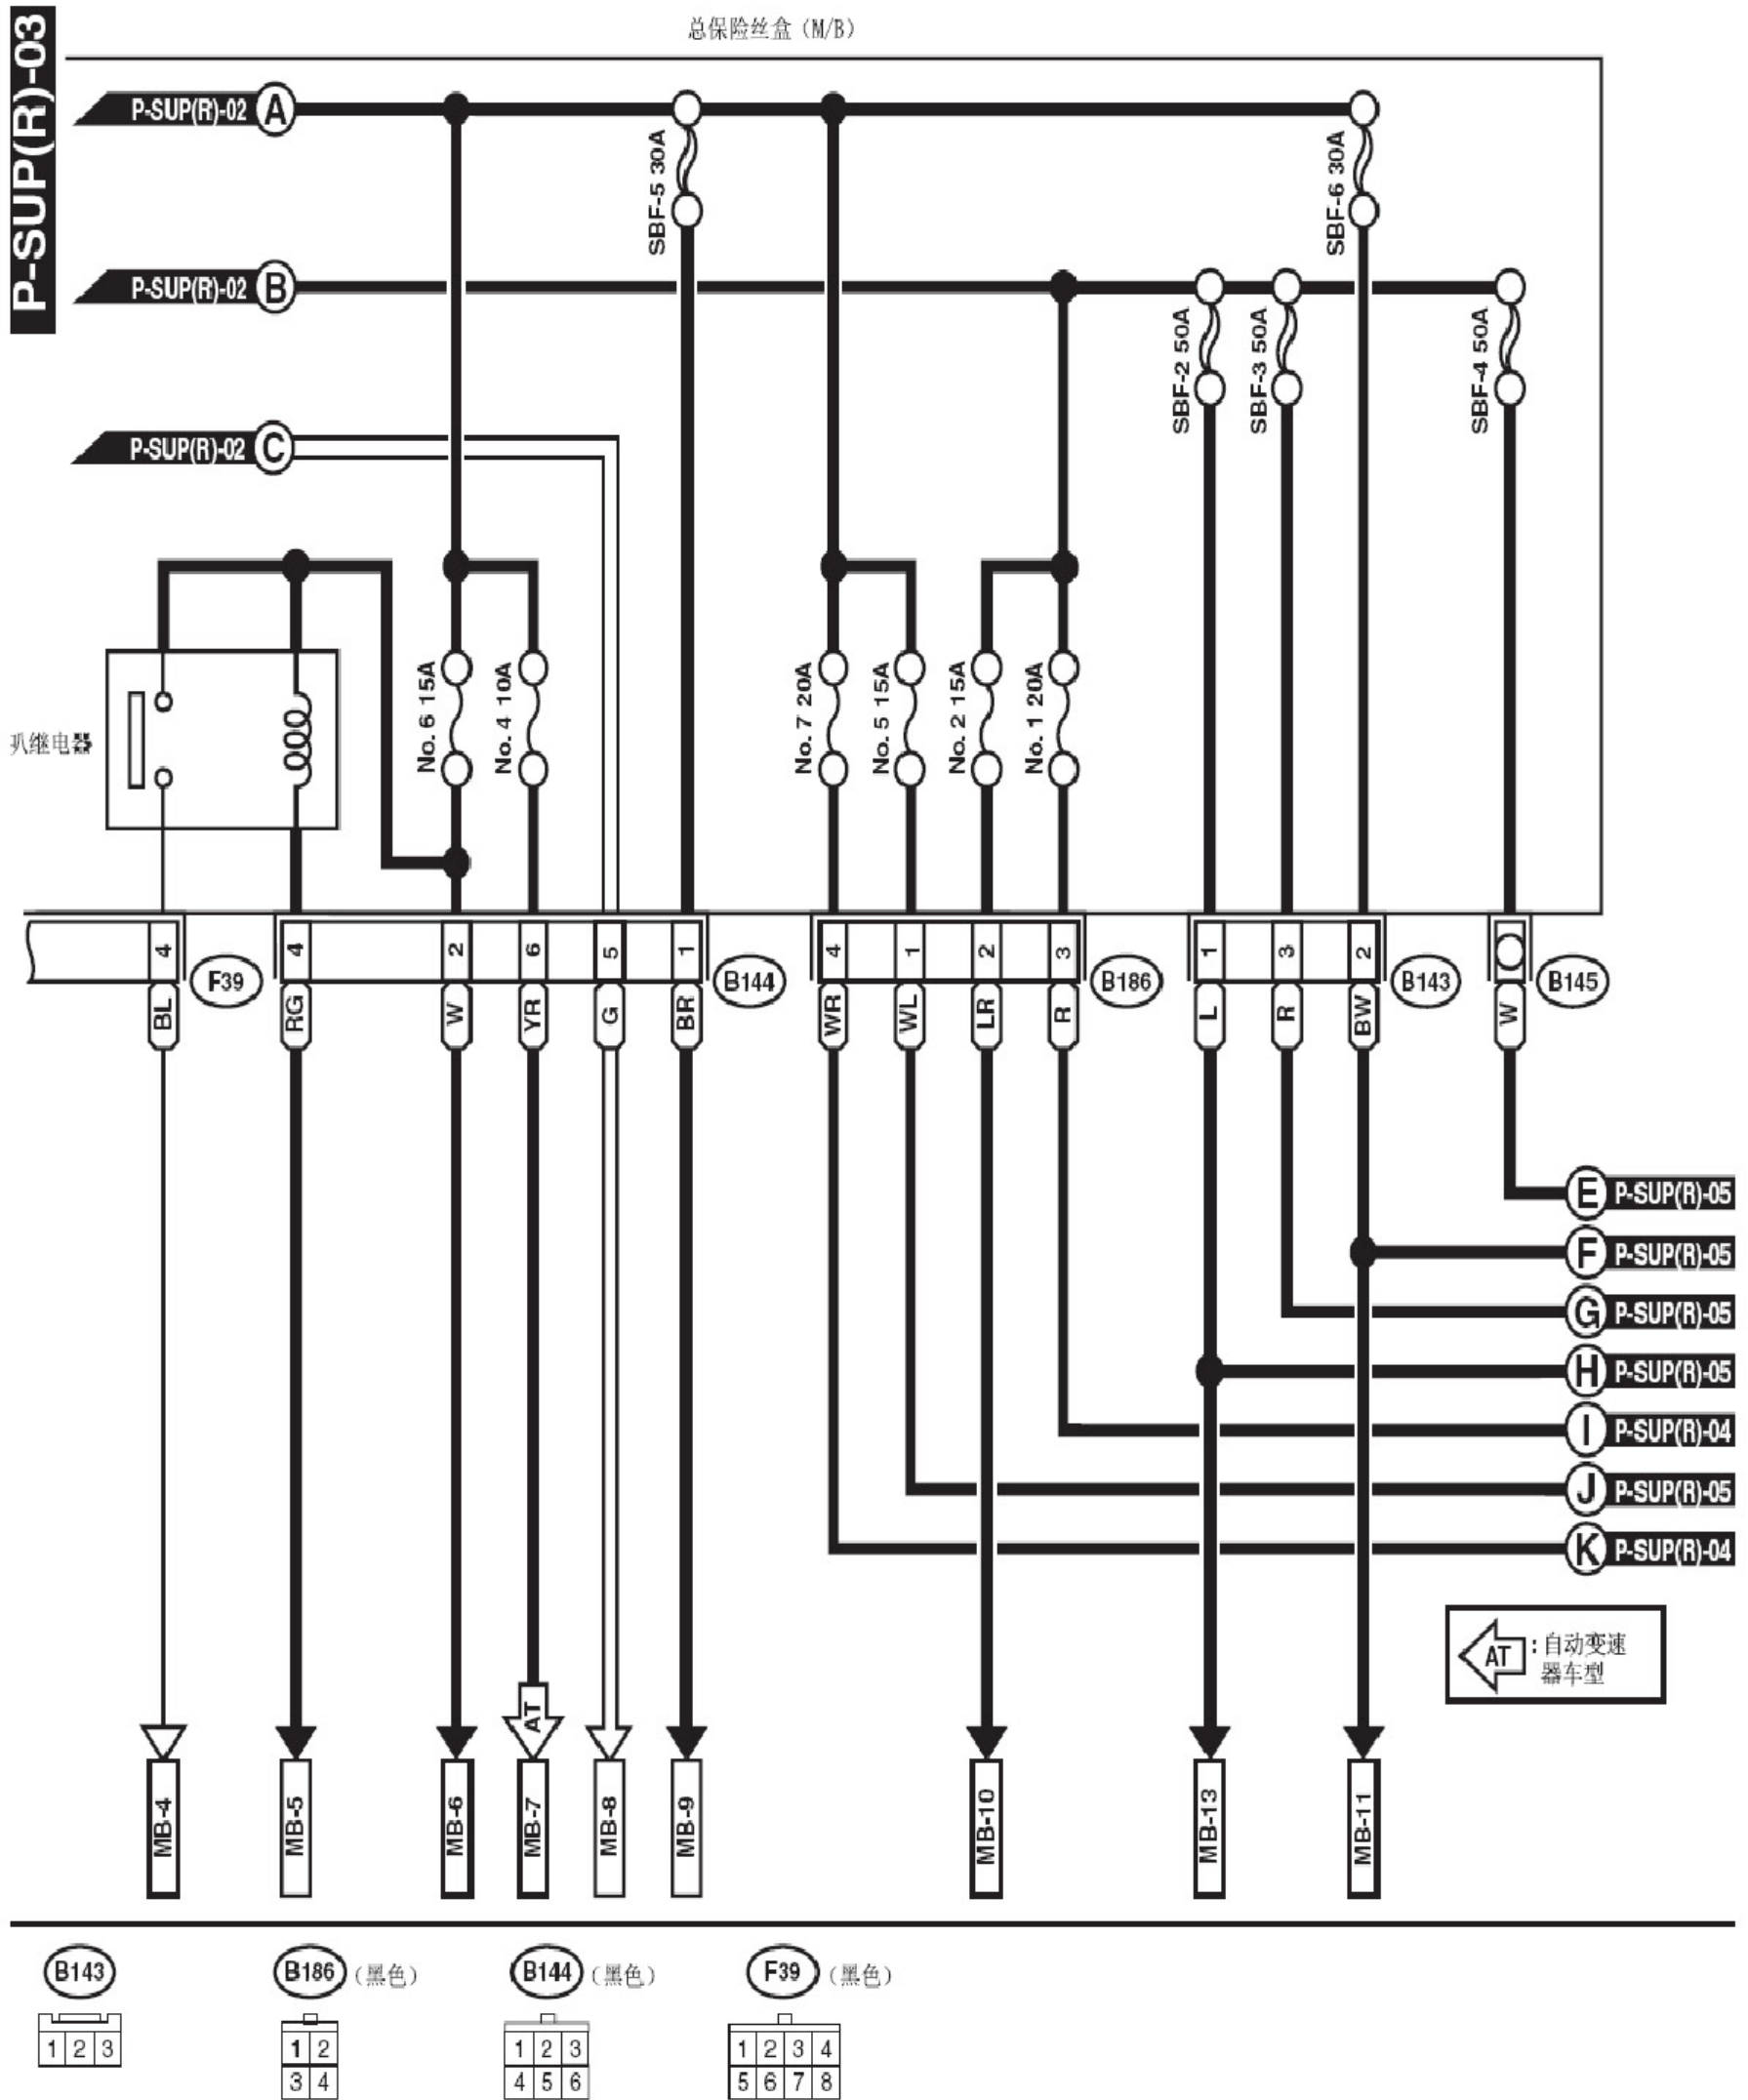 P-SUP(R)-03
总保险丝盒 (M/B)
P-SUP(R)-02 A
SBF-5 30A
SBF-6 30A
P-SUP(R)-02 B
SBF-2 50A
SBF-3 50A
SBF-4 50A
P-SUP(R)-02 C
继电器
No. 6 15A
No. 4 10A
No. 7 20A
No. 5 15A
No. 2 15A
No. 1 20A
4 F39 4 2 6 5 1 B144 4 1 2 3 B186 1 3 2 B143 B145
BL RG W YR G BR WR WL LR R L R BW W
E P-SUP(R)-05
F P-SUP(R)-05
G P-SUP(R)-05
H P-SUP(R)-05
I P-SUP(R)-04
J P-SUP(R)-05
K P-SUP(R)-04
AT : 自动变速
器车型
AT
MB-4 MB-5 MB-6 MB-7 MB-8 MB-9 MB-10 MB-13 MB-11
B143 B186 (黑色) B144 (黑色) F39 (黑色)
1 2 3
1 2
3 4
1 2 3
4 5 6
1 2 3 4
5 6 7 8